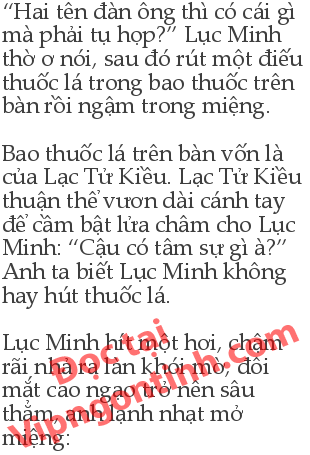 “Hai tên đàn ông thì có cái gì
mà phải tụ họp?” Lục Minh
thờ ơ nói, sau đó rút một điếu
thuốc lá trong bao thuốc trên
bàn rồi ngậm trong miệng.
Bao thuốc lá trên bàn vốn là
của Lạc Tử Kiều. Lạc Tử Kiều
thuận thể vươn dài cánh tay
để cầm bật lửa châm cho Lục
Minh: “Cậu có tâm sự gì à?”
Anh ta biết Lục Minh không
hay hút thuốc lá.
Lục Minh hít một hơi, chậm
rãi nhả ra làn khói mờ, đôi
mắt cao ngạo trở nên sâu
thẳm, anh lạnh nhạt mở
miệng:
Đọc tại
Vipngontinh.com